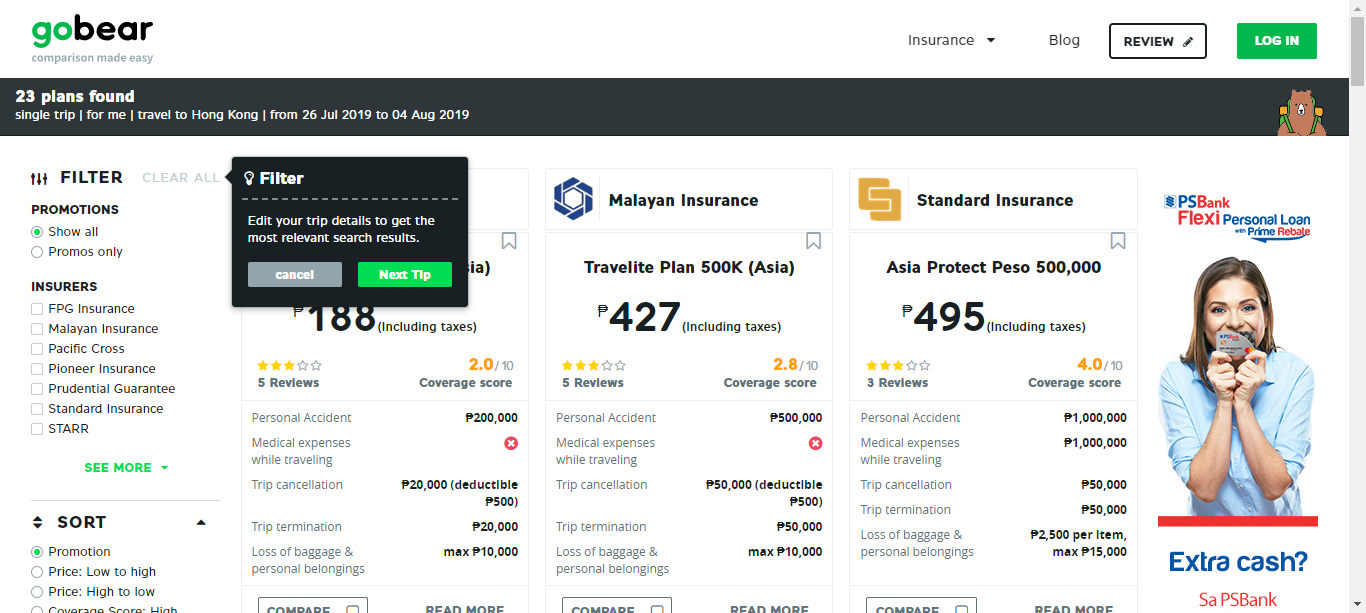 gobear
comparison made easy
Insurance
Blog
REVIEW
LOG IN
23 plans found
single trip | for me | travel to Hong Kong | from 26 Jul 2019 to 04 Aug 2019
FILTER
CLEAR ALL
PROMOTIONS
Show all
Promos only
INSURERS
FPG Insurance
Malayan Insurance
Pacific Cross
Pioneer Insurance
Prudential Guarantee
Standard Insurance
STARR
SEE MORE
SORT
Promotion
Price: Low to high
Price: High to low
Coverage Score: High
Filter
Edit your trip details to get the
most relevant search results.
cancel
Next Tip
sia)
₱188 (Including taxes)
5 Reviews
2.0/10
Coverage score
Personal Accident ₱200,000
Medical expenses
while traveling
Trip cancellation ₱20,000 (deductible
₱500)
Trip termination ₱20,000
Loss of baggage & max ₱10,000
personal belongings
COMPARE
READ MORE
Malayan Insurance
Travelite Plan 500K (Asia)
₱427 (Including taxes)
5 Reviews
2.8/10
Coverage score
Personal Accident ₱500,000
Medical expenses
while traveling
Trip cancellation ₱50,000 (deductible
₱500)
Trip termination ₱50,000
Loss of baggage & max ₱10,000
personal belongings
COMPARE
READ MORE
Standard Insurance
Asia Protect Peso 500,000
₱495 (Including taxes)
3 Reviews
4.0/10
Coverage score
Personal Accident ₱1,000,000
Medical expenses ₱1,000,000
while traveling
Trip cancellation ₱50,000
Trip termination ₱50,000
Loss of baggage & ₱2,500 per item,
personal belongings max ₱15,000
COMPARE
READ MORE
PSBank
Flexi Personal Loan
with Prime Rebate
Extra cash?
Sa PSBank